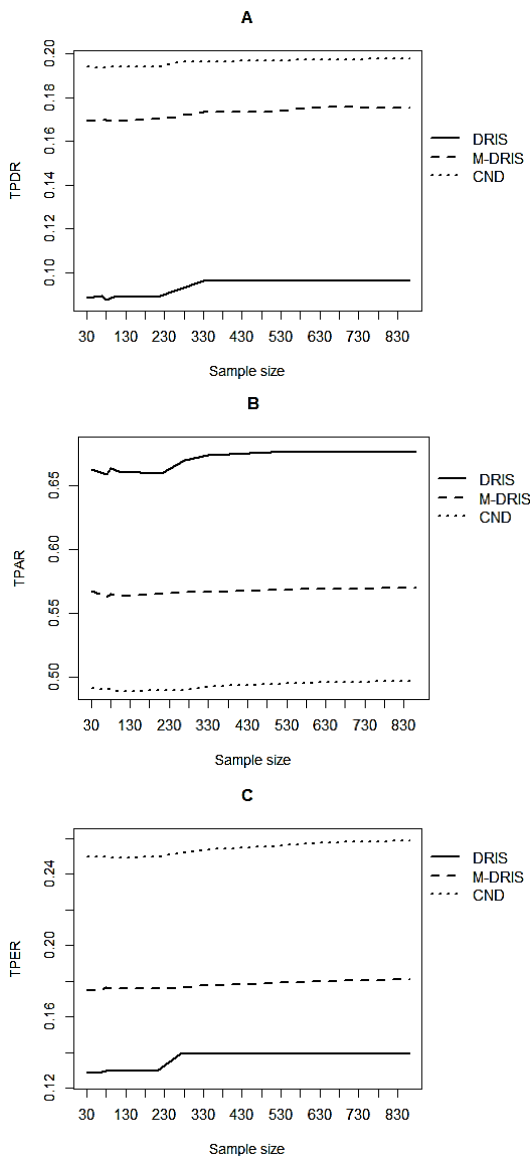 A
TPDR
0.20
0.18
0.16
0.14
0.12
0.10
30 130 230 330 430 530 630 730 830
Sample size
DRIS
M-DRIS
CND
B
TPAR
0.65
0.60
0.55
0.50
30 130 230 330 430 530 630 730 830
Sample size
DRIS
M-DRIS
CND
C
TPER
0.24
0.20
0.16
0.12
30 130 230 330 430 530 630 730 830
Sample size
DRIS
M-DRIS
CND